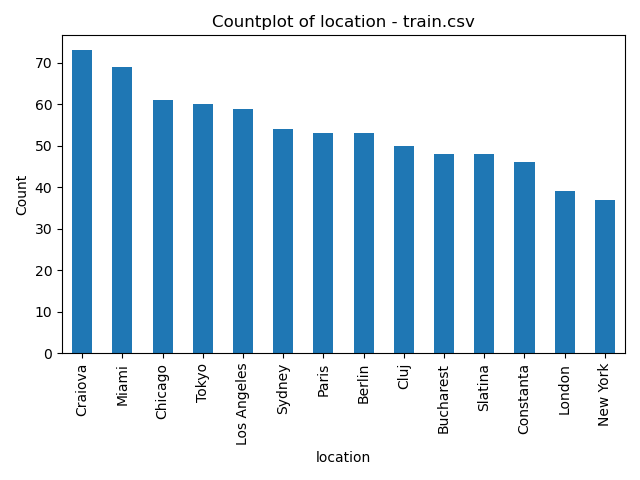 Countplot of location - train.csv
Count
70
60
50
40
30
20
10
0
Craiova
Miami
Chicago
Tokyo
Los Angeles
Sydney
Paris
Berlin
Cluj
Bucharest
Slatina
Constanta
London
New York
location